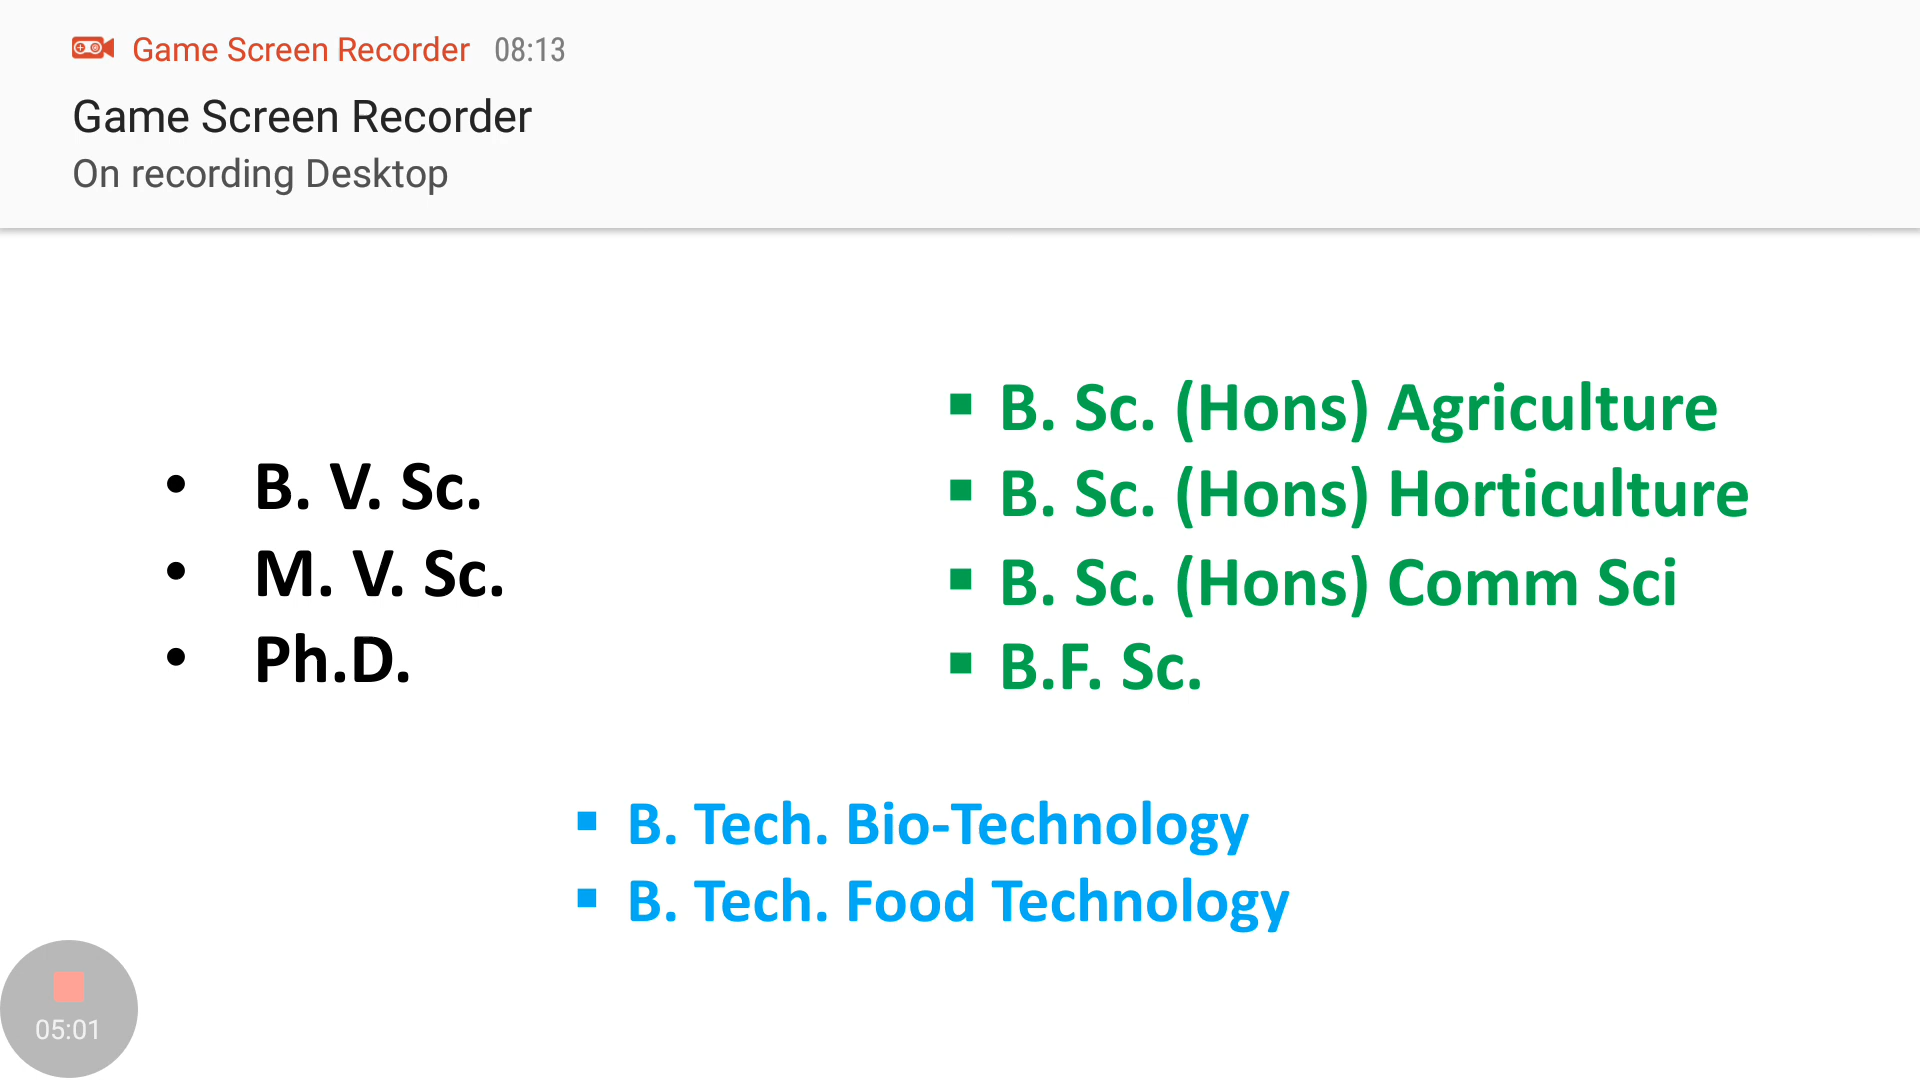 Game Screen Recorder 08:13
Game Screen Recorder
On recording Desktop
• B. V. Sc.
• M. V. Sc.
• Ph.D.
▪ B. Sc. (Hons) Agriculture
▪ B. Sc. (Hons) Horticulture
▪ B. Sc. (Hons) Comm Sci
▪ B.F. Sc.
▪ B. Tech. Bio-Technology
▪ B. Tech. Food Technology
05:01